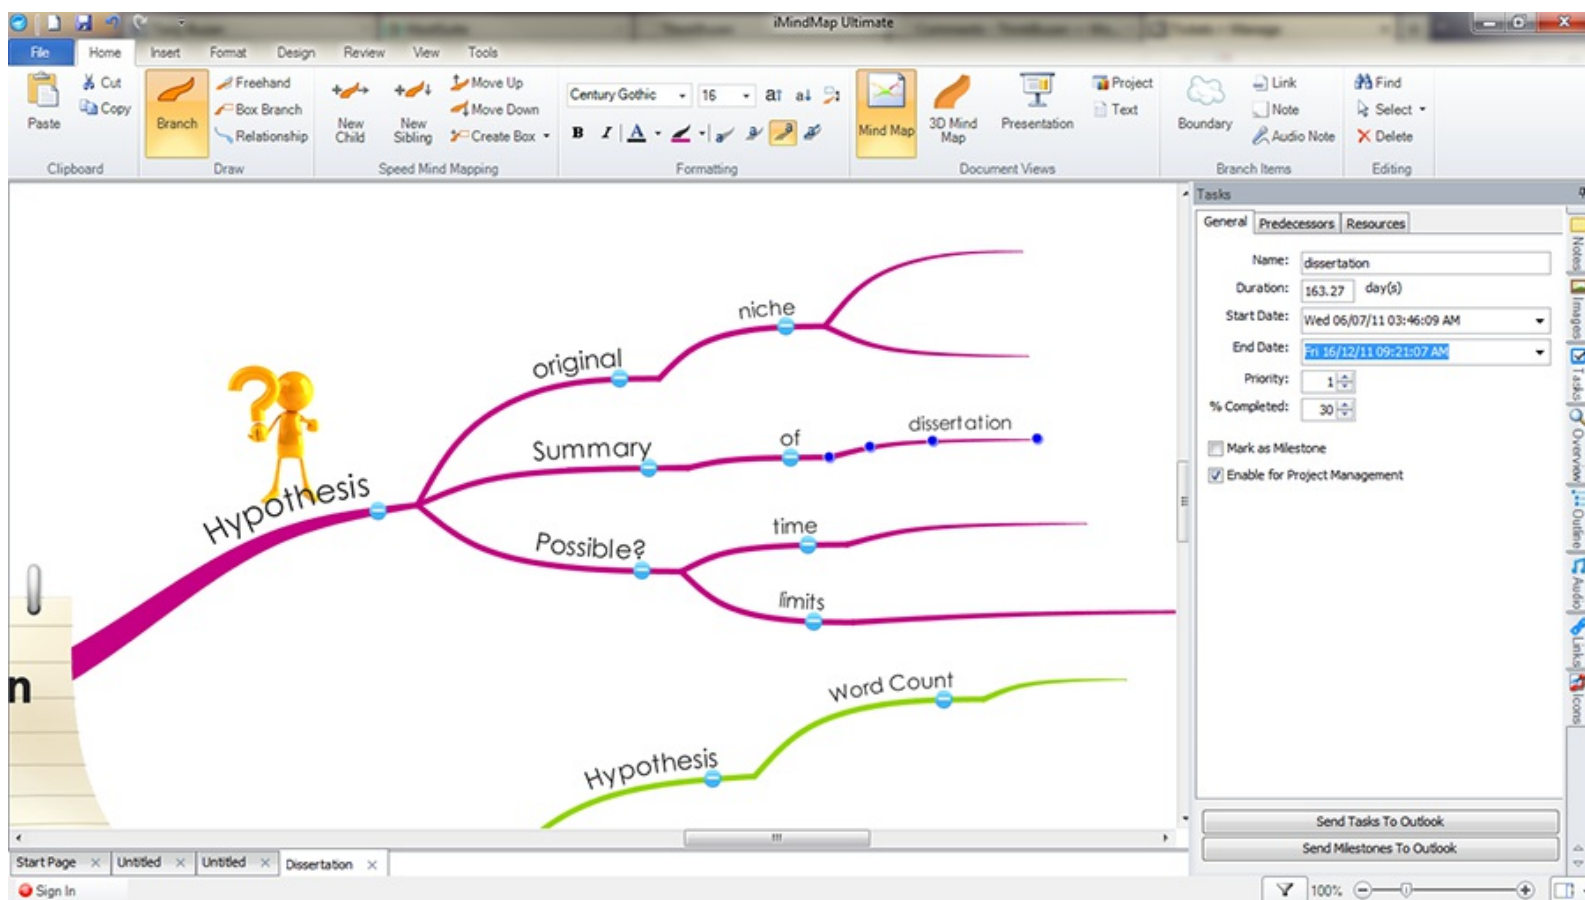 iMindMap Ultimate
File Home Insert Format Design Review View Tools
Paste
Cut
Copy
Clipboard
Branch
Freehand
Box Branch
Relationship
Draw
New Child
New Sibling
Move Up
Move Down
Create Box
Speed Mind Mapping
Century Gothic 16
B I A
Formatting
Mind Map
3D Mind Map
Presentation
Project
Text
Document Views
Boundary
Link
Note
Audio Note
Branch Items
Find
Select
Delete
Editing
niche
original
Summary
of
dissertation
Hypothesis
Possible?
time
limits
n
Word Count
Hypothesis
Tasks
General Predecessors Resources
Name: dissertation
Duration: 163.27 day(s)
Start Date: Wed 06/07/11 03:46:09 AM
End Date: Fri 16/12/11 09:21:07 AM
Priority: 1
% Completed: 30
Mark as Milestone
Enable for Project Management
Send Tasks To Outlook
Send Milestones To Outlook
Notes
Images
Tasks
Overview
Outline
Audio
Links
Icons
Start Page Untitled Untitled Dissertation
Sign In
100%